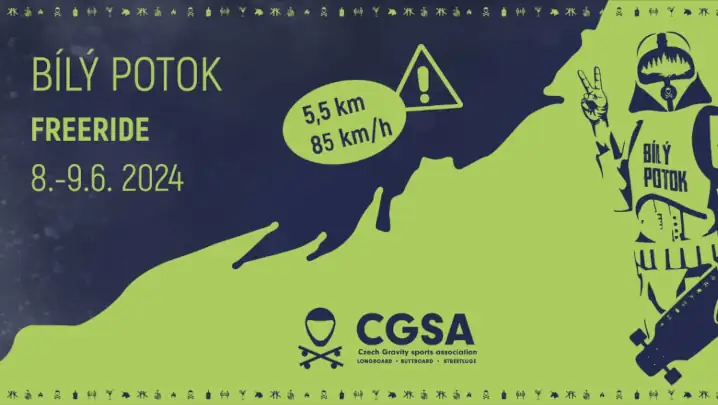 BÍLÝ POTOK
FREERIDE
8.-9.6. 2024
5,5 km
85 km/h
BÍLÝ
POTOK
CGSA
Czech Gravity sports association
LONGBOARD • BUTTBOARD • STREETLUGE